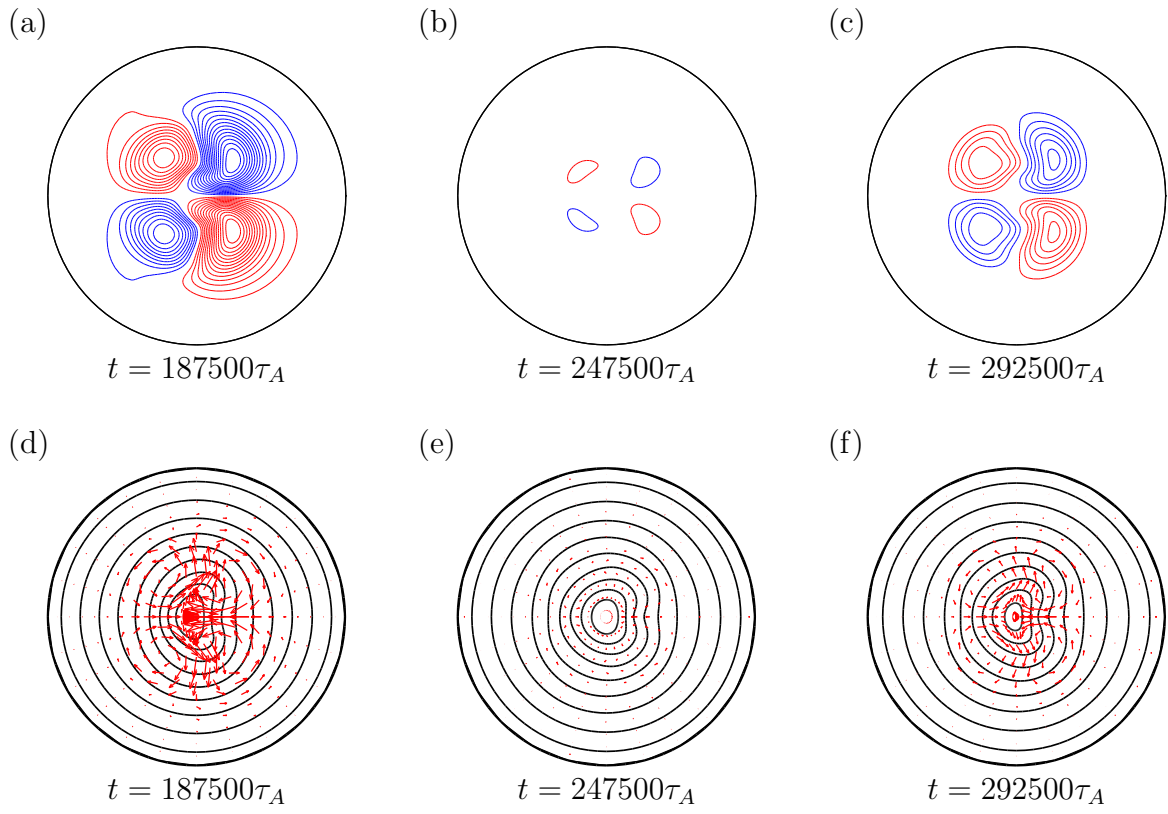 (a) (b) (c)
t = 187500τ_A t = 247500τ_A t = 292500τ_A
(d) (e) (f)
t = 187500τ_A t = 247500τ_A t = 292500τ_A